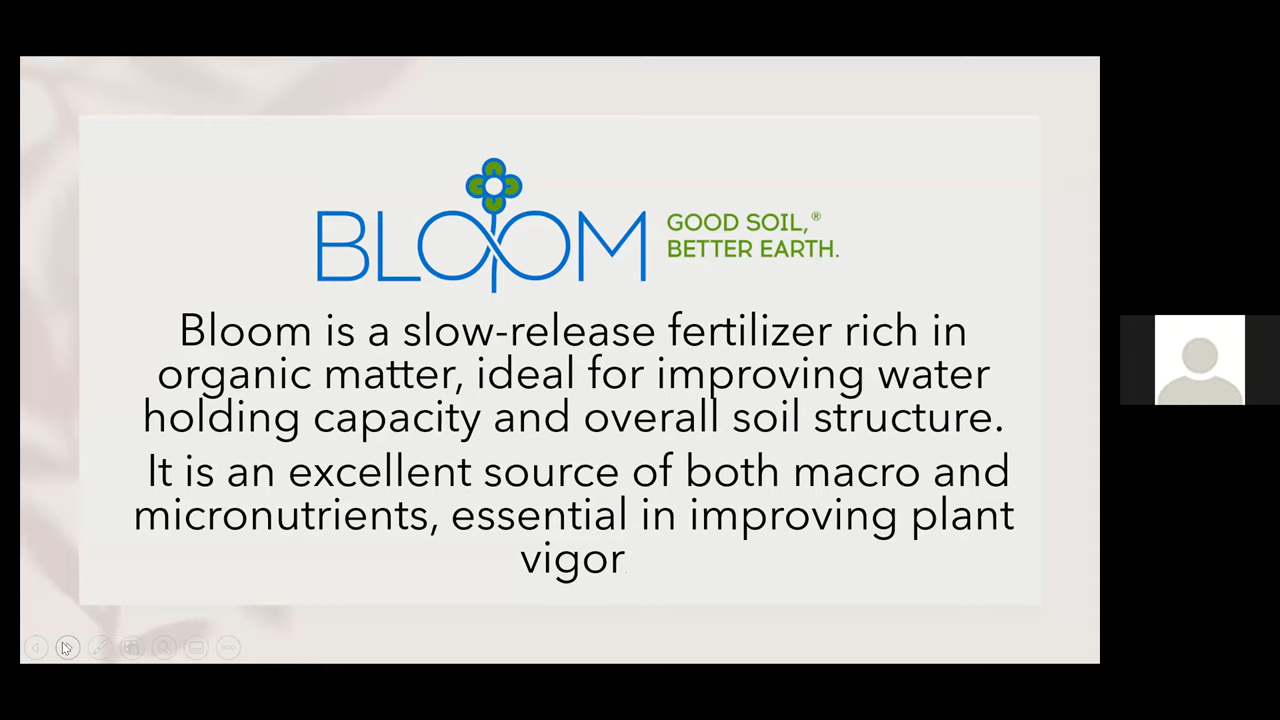 BLOOM
GOOD SOIL,®
BETTER EARTH.
Bloom is a slow-release fertilizer rich in
organic matter, ideal for improving water
holding capacity and overall soil structure.
It is an excellent source of both macro and
micronutrients, essential in improving plant
vigor.